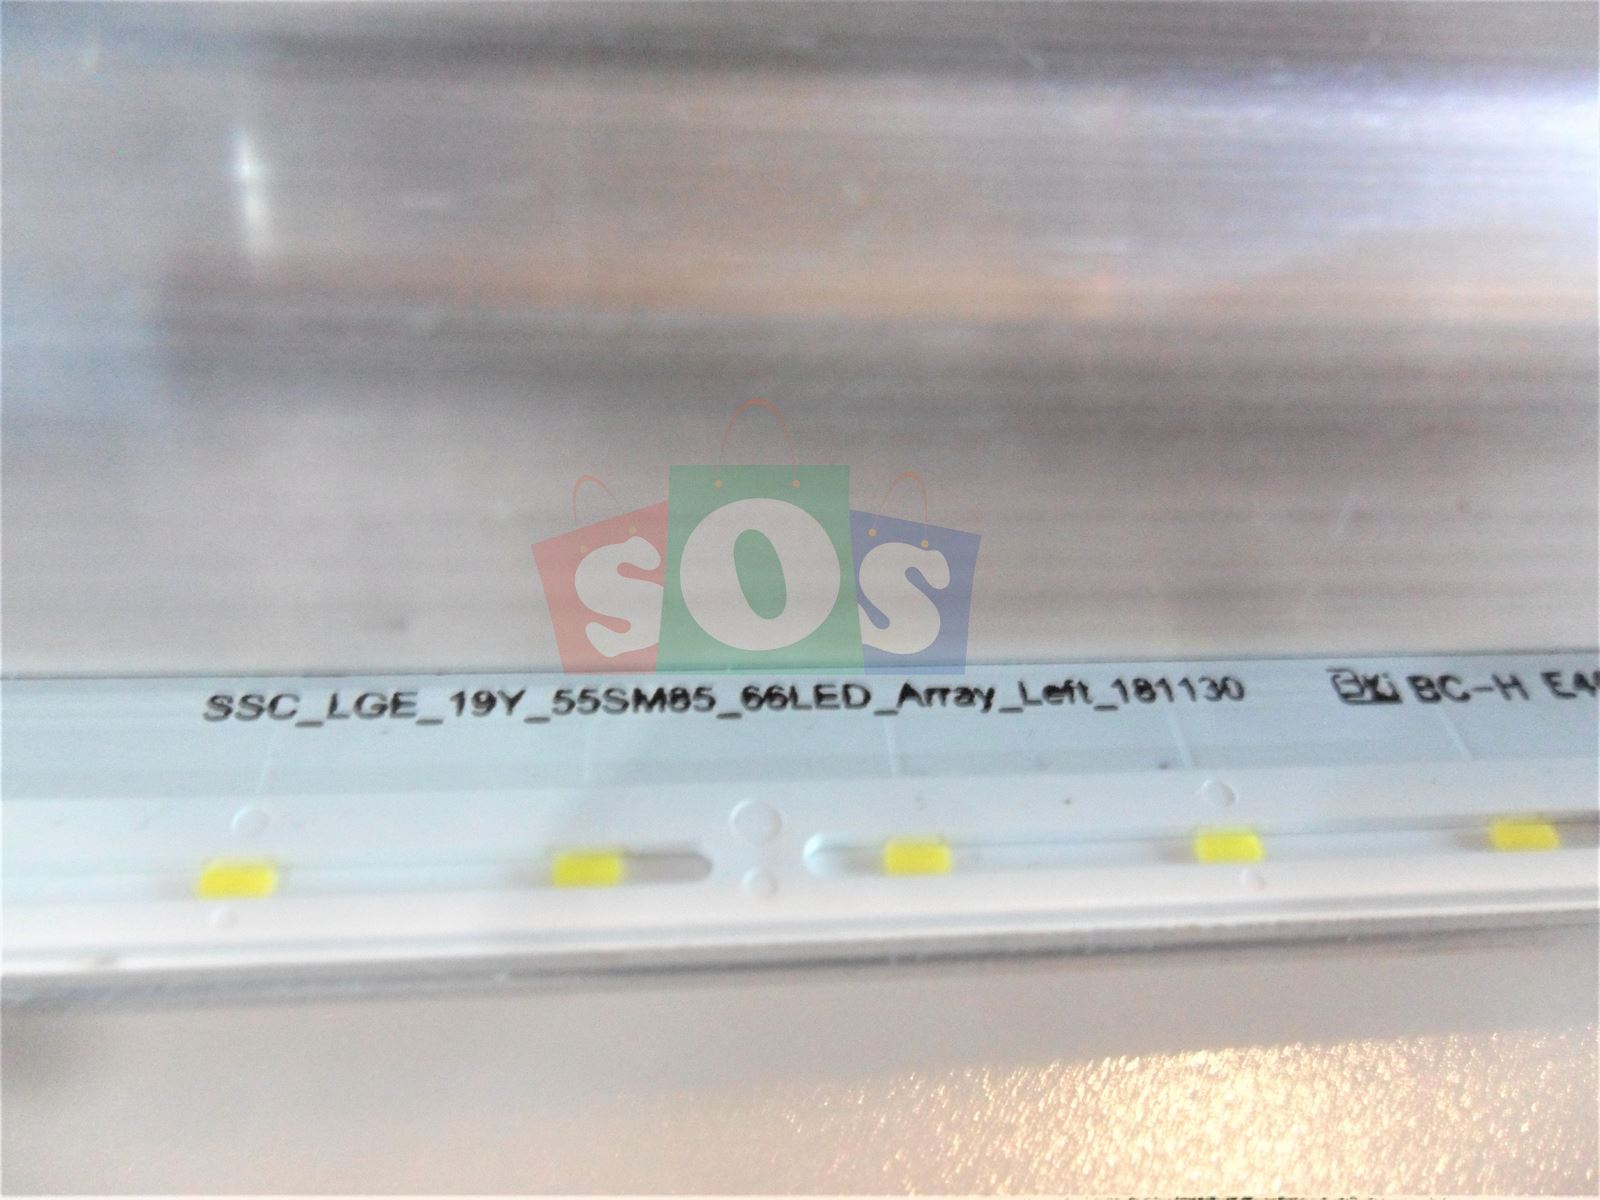 SOS
SSC_LGE_19Y_55SM85_66LED_Array_Left_181130 BC-H